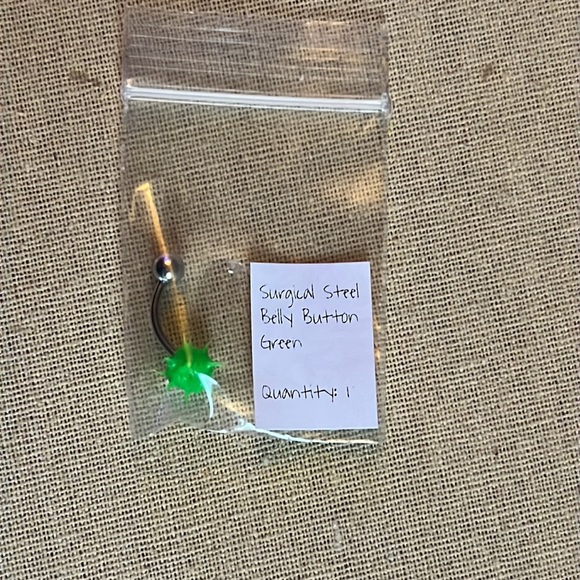 Surgical Steel
Belly Button
Green
Quantity: 1